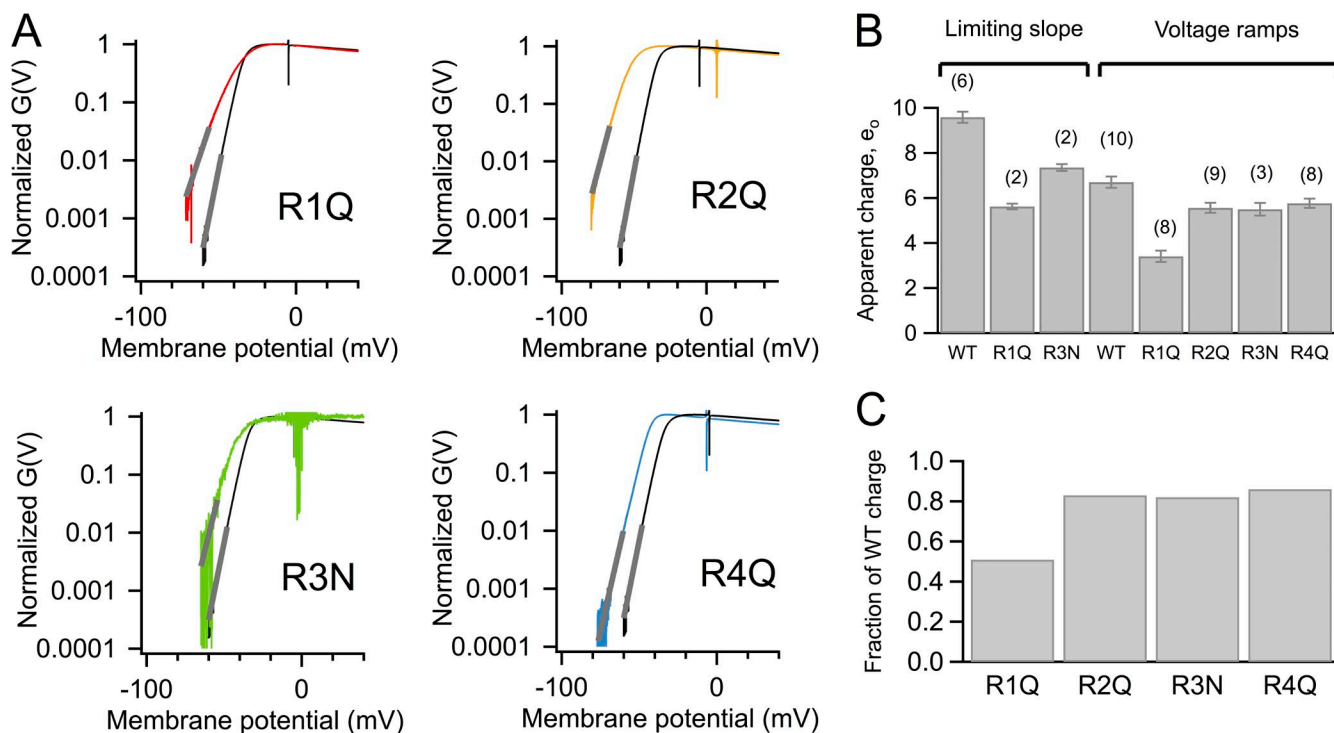 A
Normalized G(V)
1
0.1
0.01
0.001
0.0001
R1Q
-100
0
Membrane potential (mV)
Normalized G(V)
1
0.1
0.01
0.001
0.0001
R2Q
-100
0
Membrane potential (mV)
Normalized G(V)
1
0.1
0.01
0.001
0.0001
R3N
-100
0
Membrane potential (mV)
Normalized G(V)
1
0.1
0.01
0.001
0.0001
R4Q
-100
0
Membrane potential (mV)
B
Limiting slope
Voltage ramps
Apparent charge, eo
10
8
6
4
2
0
(6)
(2)
(2)
(10)
(8)
(9)
(3)
(8)
WT R1Q R3N WT R1Q R2Q R3N R4Q
C
Fraction of WT charge
1.0
0.8
0.6
0.4
0.2
0.0
R1Q R2Q R3N R4Q